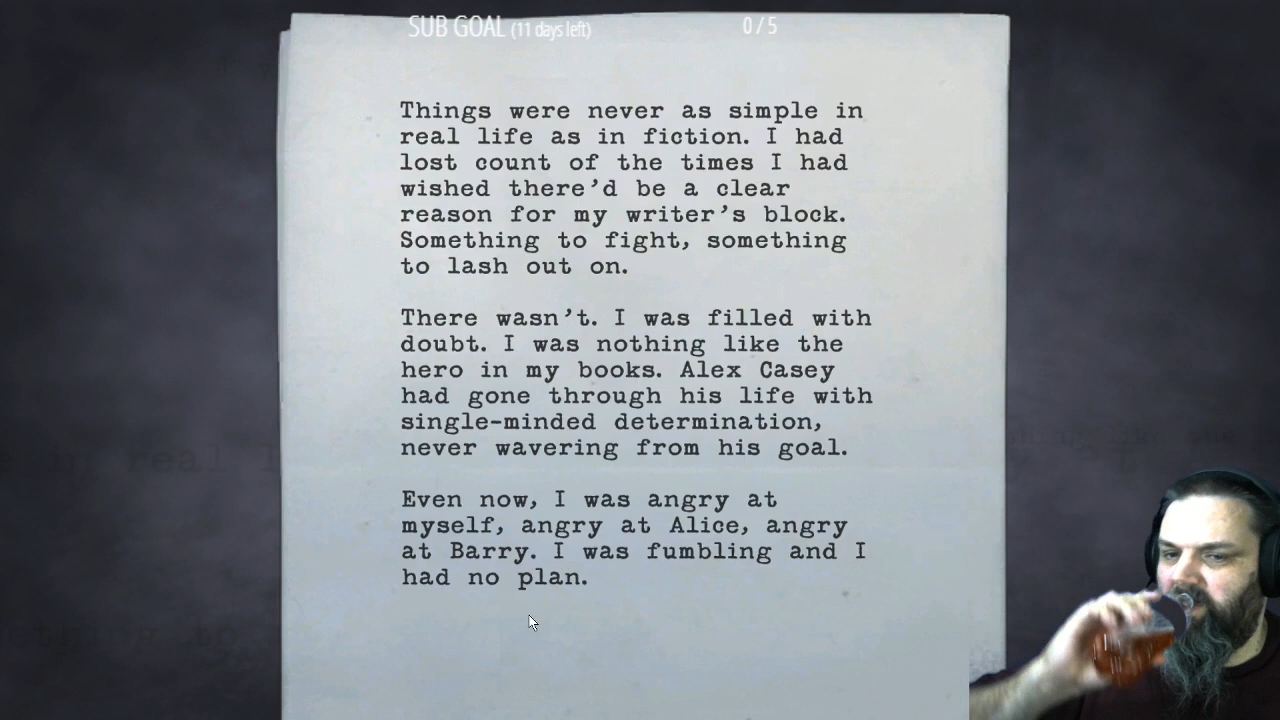 SUB GOAL (11 days left) 0 / 5
Things were never as simple in
real life as in fiction. I had
lost count of the times I had
wished there’d be a clear
reason for my writer’s block.
Something to fight, something
to lash out on.
There wasn’t. I was filled with
doubt. I was nothing like the
hero in my books. Alex Casey
had gone through his life with
single-minded determination,
never wavering from his goal.
Even now, I was angry at
myself, angry at Alice, angry
at Barry. I was fumbling and I
had no plan.
in real l